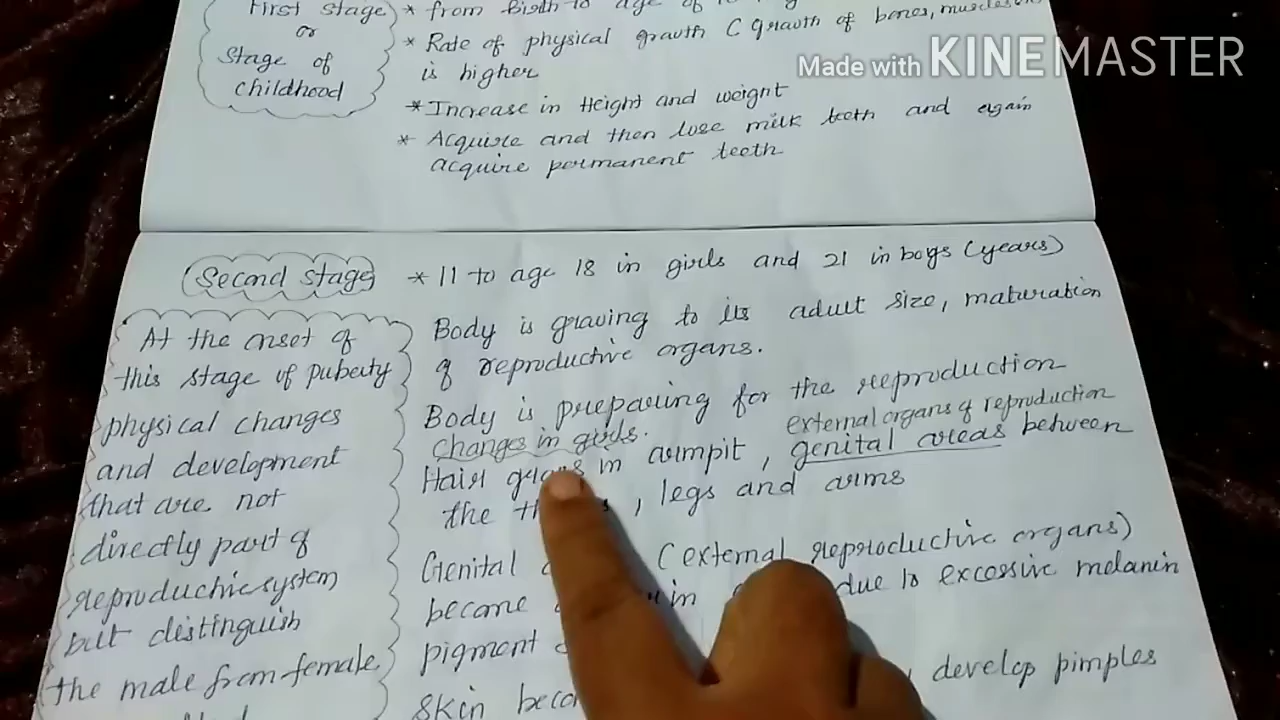 Made with KINEMASTER
First stage
or
Stage of
childhood
* from birth to age of
* Rate of physical growth ( growth of bones, muscles
is higher
* Increase in Height and weight
* Acquire and then lose milk teeth and again
acquire permanent teeth
Second stage
* 11 to age 18 in girls and 21 in boys (years)
At the onset of
this stage of puberty
physical changes
and development
that are not
directly part of
reproductive system
but distinguish
the male from female
Body is growing to its adult size, maturation
of reproductive organs.
Body is preparing for the reproduction
Changes in girls.
external organs of reproduction
Hair grows in armpit, genital areas between
the , legs and arms
Genital (external reproductive organs)
become in due to excessive melanin
pigment
Skin , develop pimples